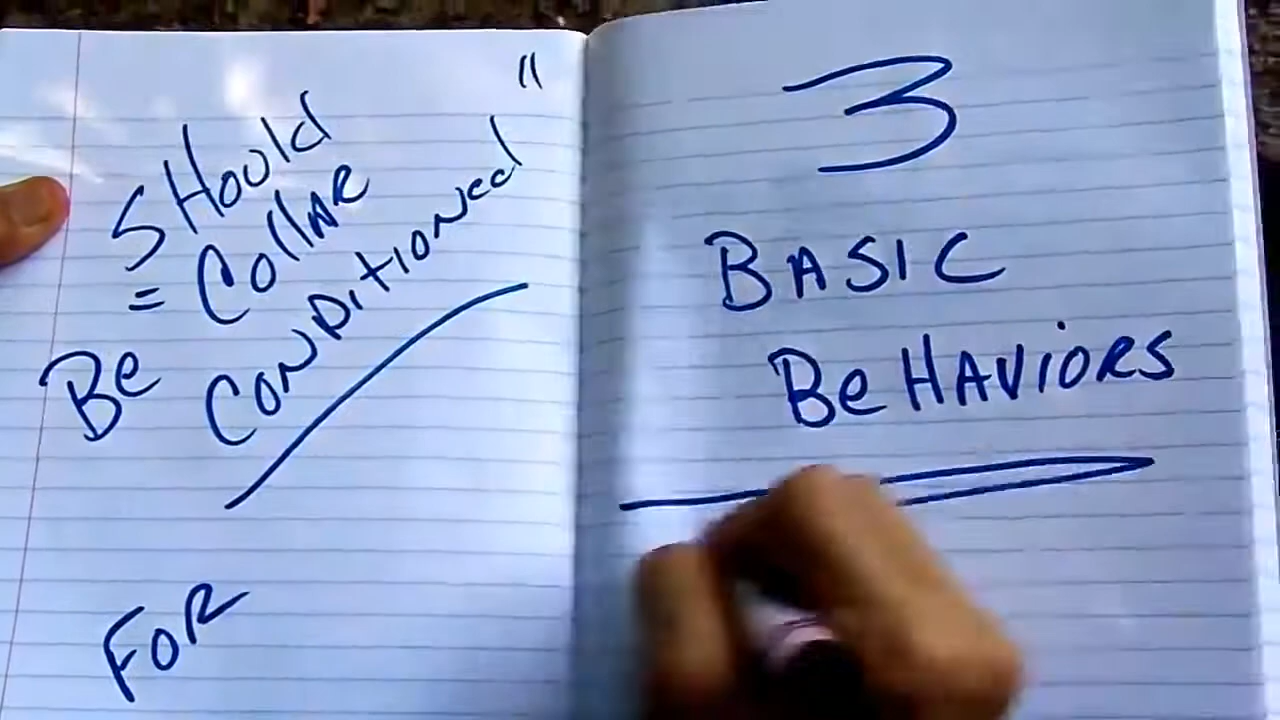 "
SHould
= CollAR
Be CONDitioNed
FOR
3
BASIC
BeHAViORS